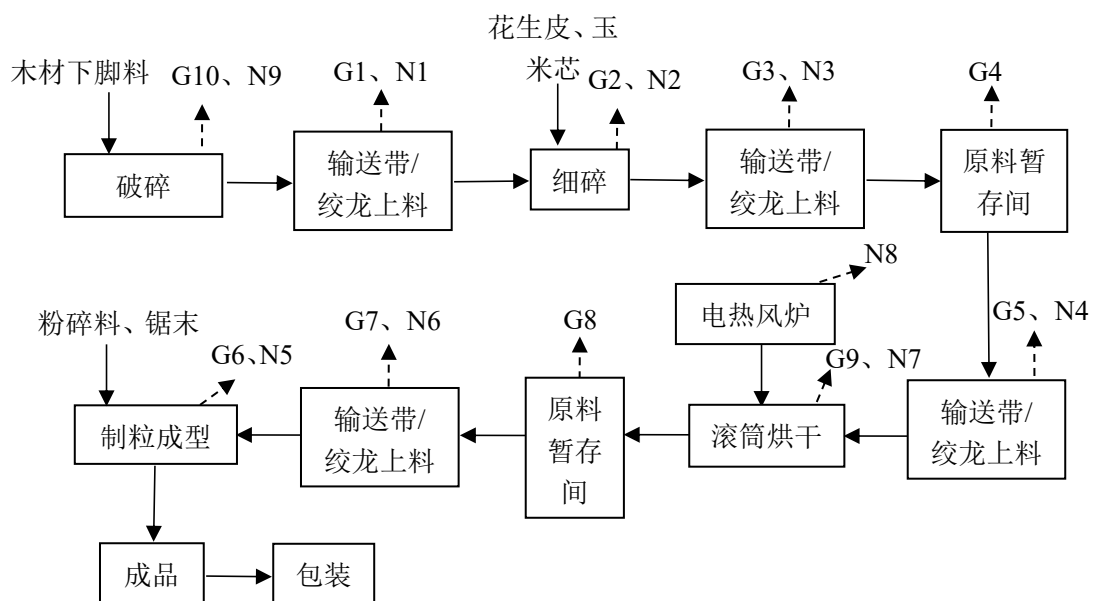 花生皮、玉
米芯
木材下脚料
G10、N9
G1、N1
G2、N2
G3、N3
G4
破碎
输送带/
绞龙上料
细碎
输送带/
绞龙上料
原料暂
存间
N8
粉碎料、锯末
G6、N5
G7、N6
G8
电热风炉
G9、N7
G5、N4
制粒成型
输送带/
绞龙上料
原料
暂存
间
滚筒烘干
输送带/
绞龙上料
成品
包装